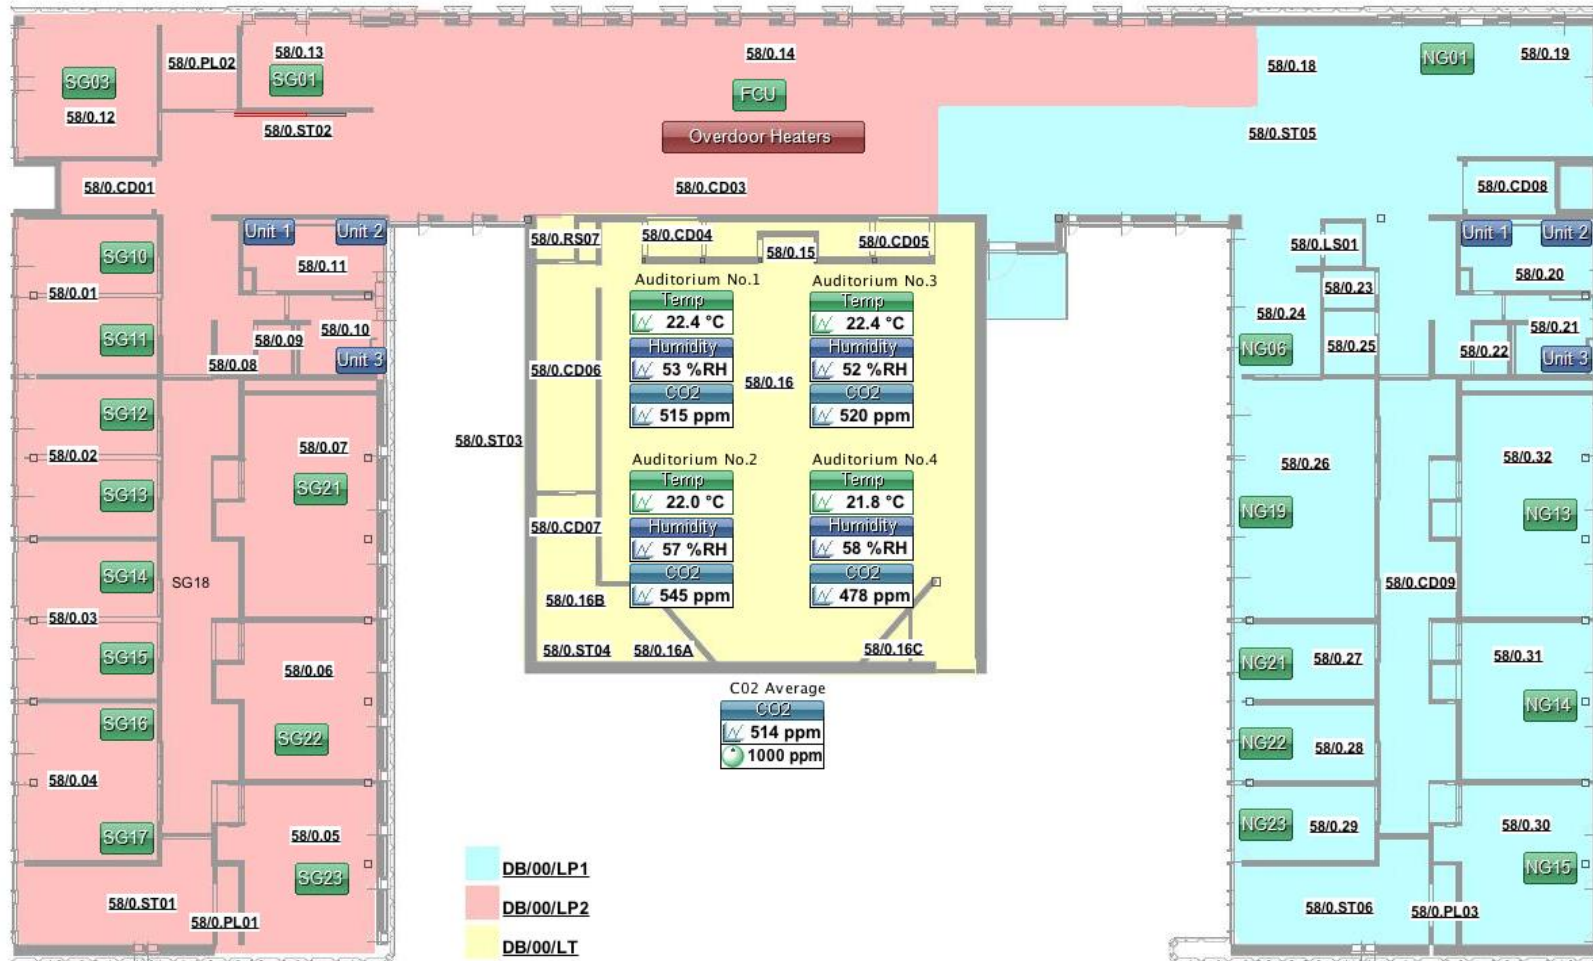 58/0.PL02
58/0.13
SG01
58/0.14
58/0.18
NG01
58/0.19
SG03
58/0.12
FCU
58/0.ST02
Overdoor Heaters
58/0.ST05
58/0.CD01
58/0.CD03
58/0.CD08
Unit 1
Unit 2
58/0.11
SG10
58/0.01
SG11
58/0.10
58/0.09
58/0.08
Unit 3
58/0.RS07
58/0.CD04
58/0.15
58/0.CD05
58/0.LS01
Unit 1
Unit 2
58/0.20
58/0.23
58/0.24
58/0.21
NG06
58/0.25
58/0.22
Unit 3
Auditorium No.1
Temp
22.4 °C
Humidity
53 %RH
CO2
515 ppm
Auditorium No.3
Temp
22.4 °C
Humidity
52 %RH
CO2
520 ppm
58/0.CD06
58/0.16
SG12
58/0.02
SG13
58/0.07
SG21
58/0.ST03
Auditorium No.2
Temp
22.0 °C
Humidity
57 %RH
CO2
545 ppm
Auditorium No.4
Temp
21.8 °C
Humidity
58 %RH
CO2
478 ppm
58/0.CD07
58/0.16B
58/0.ST04
58/0.16A
58/0.16C
58/0.26
NG19
58/0.32
NG13
58/0.CD09
SG14
SG18
58/0.03
SG15
58/0.06
SG22
C02 Average
CO2
514 ppm
1000 ppm
NG21
58/0.27
58/0.31
NG14
NG22
58/0.28
SG16
58/0.04
SG17
58/0.05
SG23
NG23
58/0.29
58/0.30
NG15
58/0.ST01
58/0.PL01
58/0.ST06
58/0.PL03
DB/00/LP1
DB/00/LP2
DB/00/LT